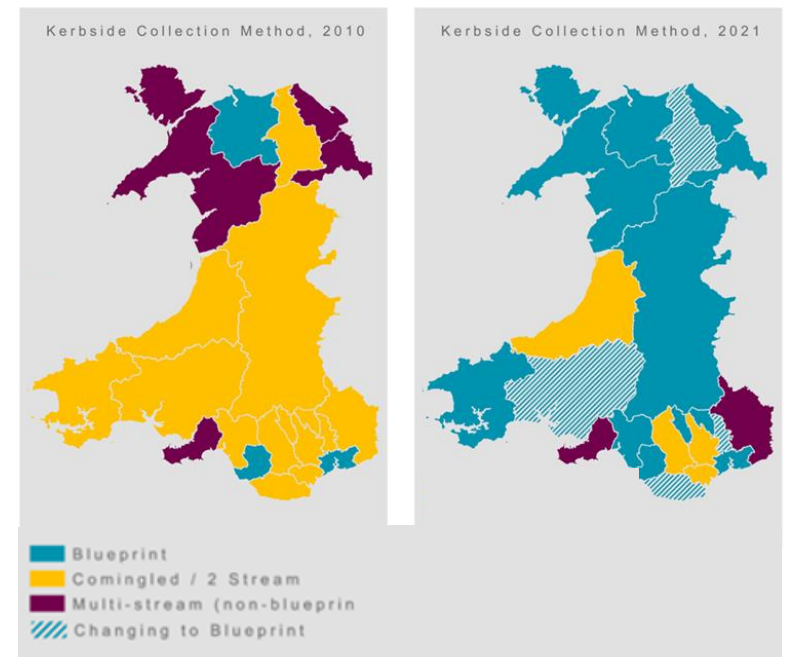 Kerbside Collection Method, 2010
Kerbside Collection Method, 2021
Blueprint
Comingled / 2 Stream
Multi-stream (non-blueprin
Changing to Blueprint